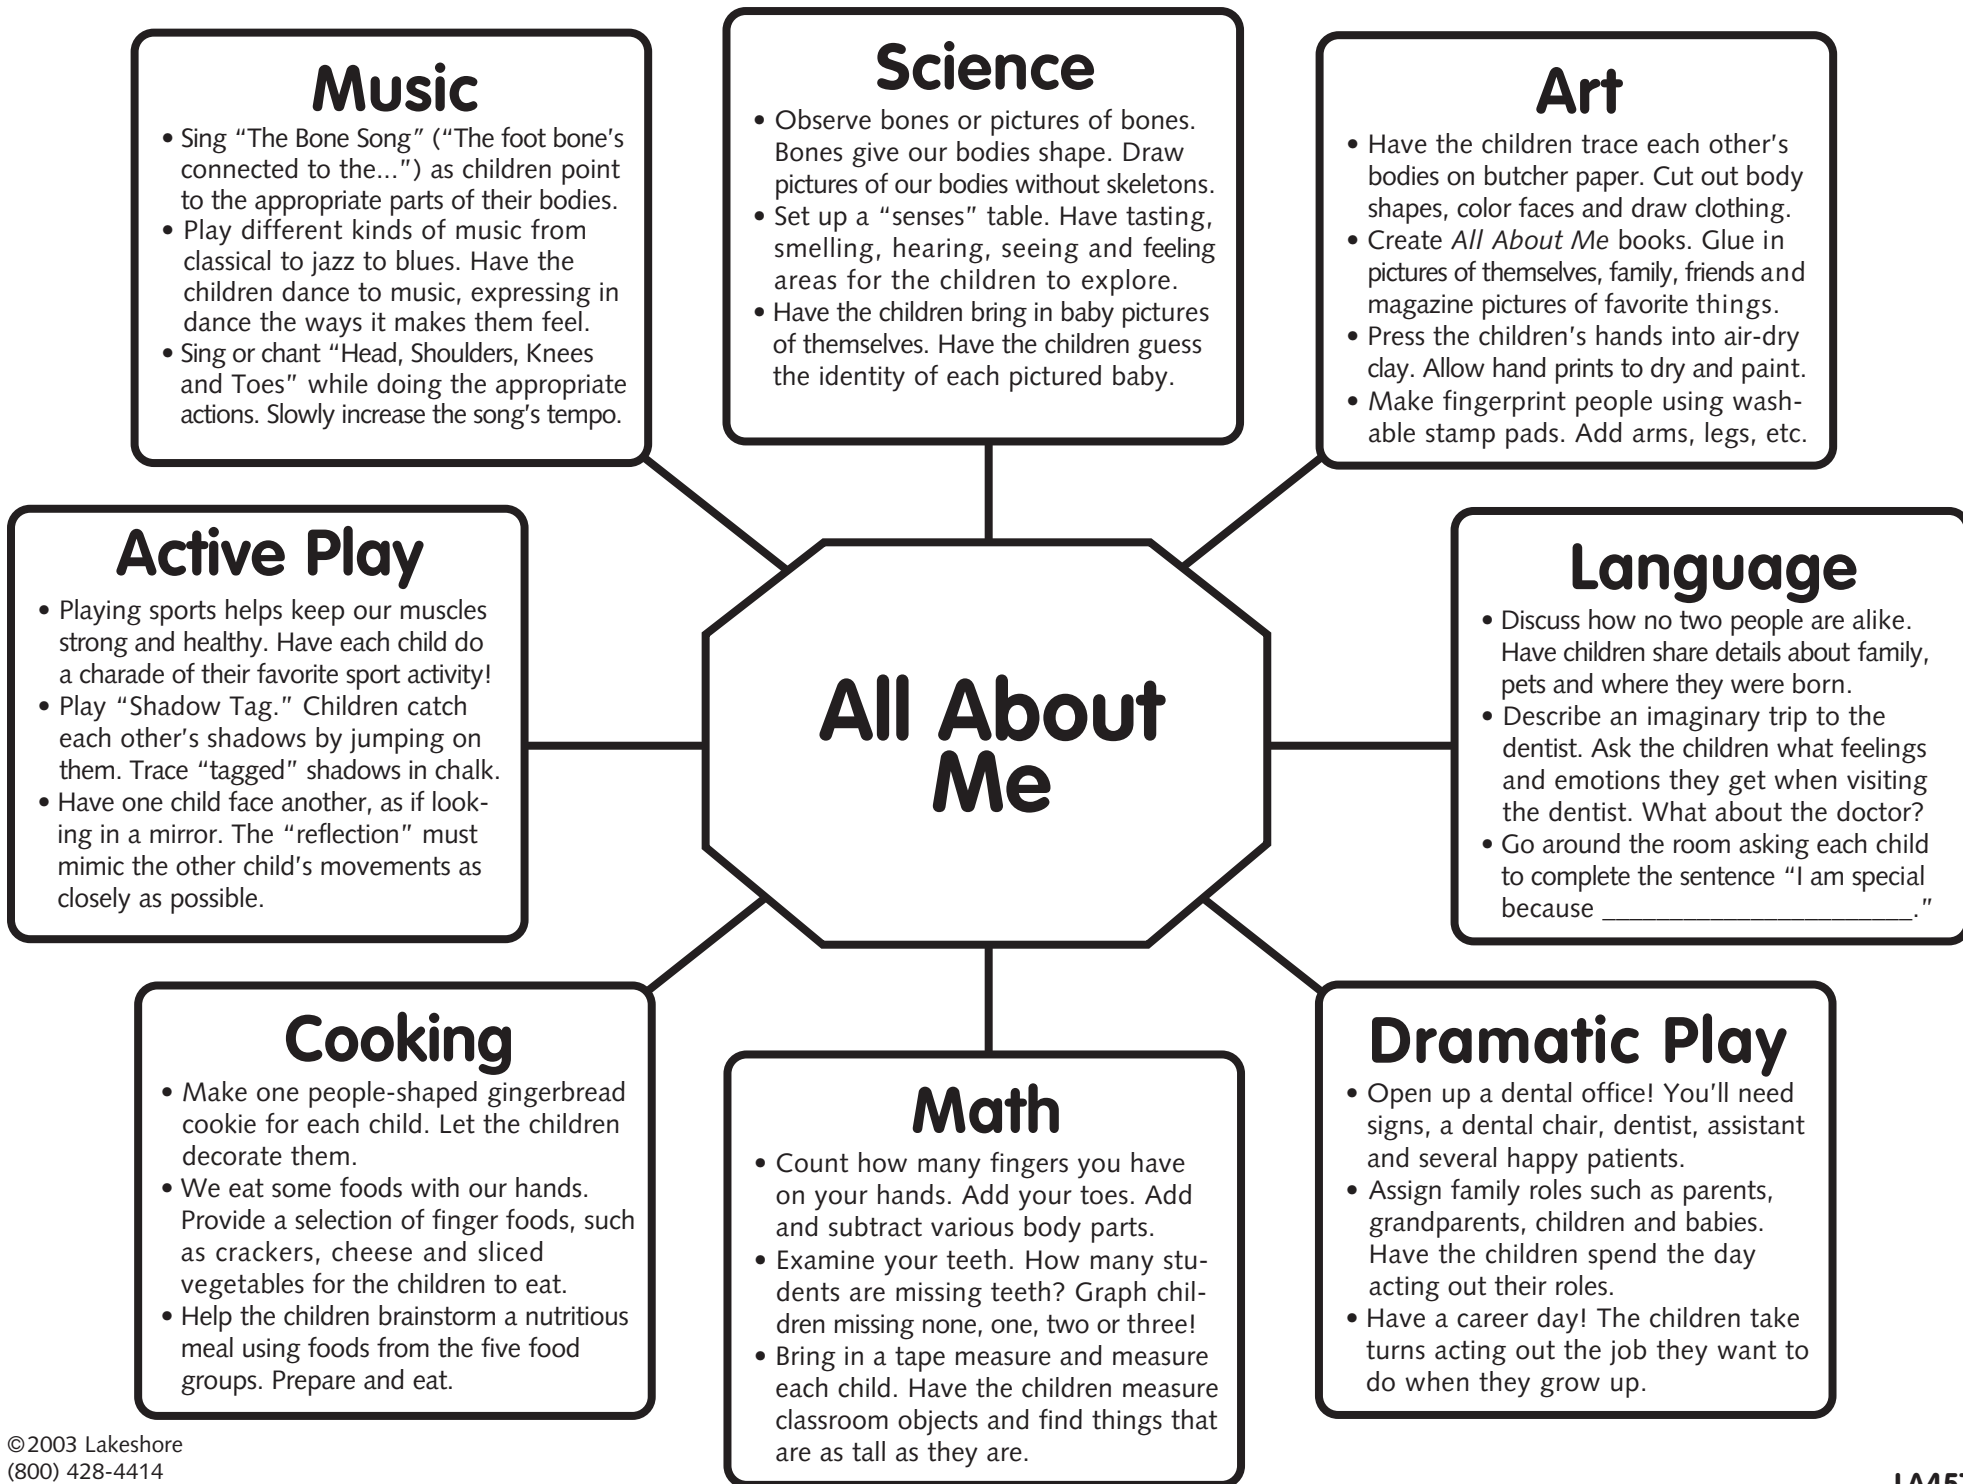 Music
• Sing “The Bone Song” (“The foot bone’s
connected to the...”) as children point
to the appropriate parts of their bodies.
• Play different kinds of music from
classical to jazz to blues. Have the
children dance to music, expressing in
dance the ways it makes them feel.
• Sing or chant “Head, Shoulders, Knees
and Toes” while doing the appropriate
actions. Slowly increase the song’s tempo.
Science
• Observe bones or pictures of bones.
Bones give our bodies shape. Draw
pictures of our bodies without skeletons.
• Set up a “senses” table. Have tasting,
smelling, hearing, seeing and feeling
areas for the children to explore.
• Have the children bring in baby pictures
of themselves. Have the children guess
the identity of each pictured baby.
Art
• Have the children trace each other’s
bodies on butcher paper. Cut out body
shapes, color faces and draw clothing.
• Create All About Me books. Glue in
pictures of themselves, family, friends and
magazine pictures of favorite things.
• Press the children’s hands into air-dry
clay. Allow hand prints to dry and paint.
• Make fingerprint people using wash-
able stamp pads. Add arms, legs, etc.
Active Play
• Playing sports helps keep our muscles
strong and healthy. Have each child do
a charade of their favorite sport activity!
• Play “Shadow Tag.” Children catch
each other’s shadows by jumping on
them. Trace “tagged” shadows in chalk.
• Have one child face another, as if look-
ing in a mirror. The “reflection” must
mimic the other child’s movements as
closely as possible.
All About
Me
Language
• Discuss how no two people are alike.
Have children share details about family,
pets and where they were born.
• Describe an imaginary trip to the
dentist. Ask the children what feelings
and emotions they get when visiting
the dentist. What about the doctor?
• Go around the room asking each child
to complete the sentence “I am special
because _______________________.”
Cooking
• Make one people-shaped gingerbread
cookie for each child. Let the children
decorate them.
• We eat some foods with our hands.
Provide a selection of finger foods, such
as crackers, cheese and sliced
vegetables for the children to eat.
• Help the children brainstorm a nutritious
meal using foods from the five food
groups. Prepare and eat.
Math
• Count how many fingers you have
on your hands. Add your toes. Add
and subtract various body parts.
• Examine your teeth. How many stu-
dents are missing teeth? Graph chil-
dren missing none, one, two or three!
• Bring in a tape measure and measure
each child. Have the children measure
classroom objects and find things that
are as tall as they are.
Dramatic Play
• Open up a dental office! You’ll need
signs, a dental chair, dentist, assistant
and several happy patients.
• Assign family roles such as parents,
grandparents, children and babies.
Have the children spend the day
acting out their roles.
• Have a career day! The children take
turns acting out the job they want to
do when they grow up.
©2003 Lakeshore
(800) 428-4414